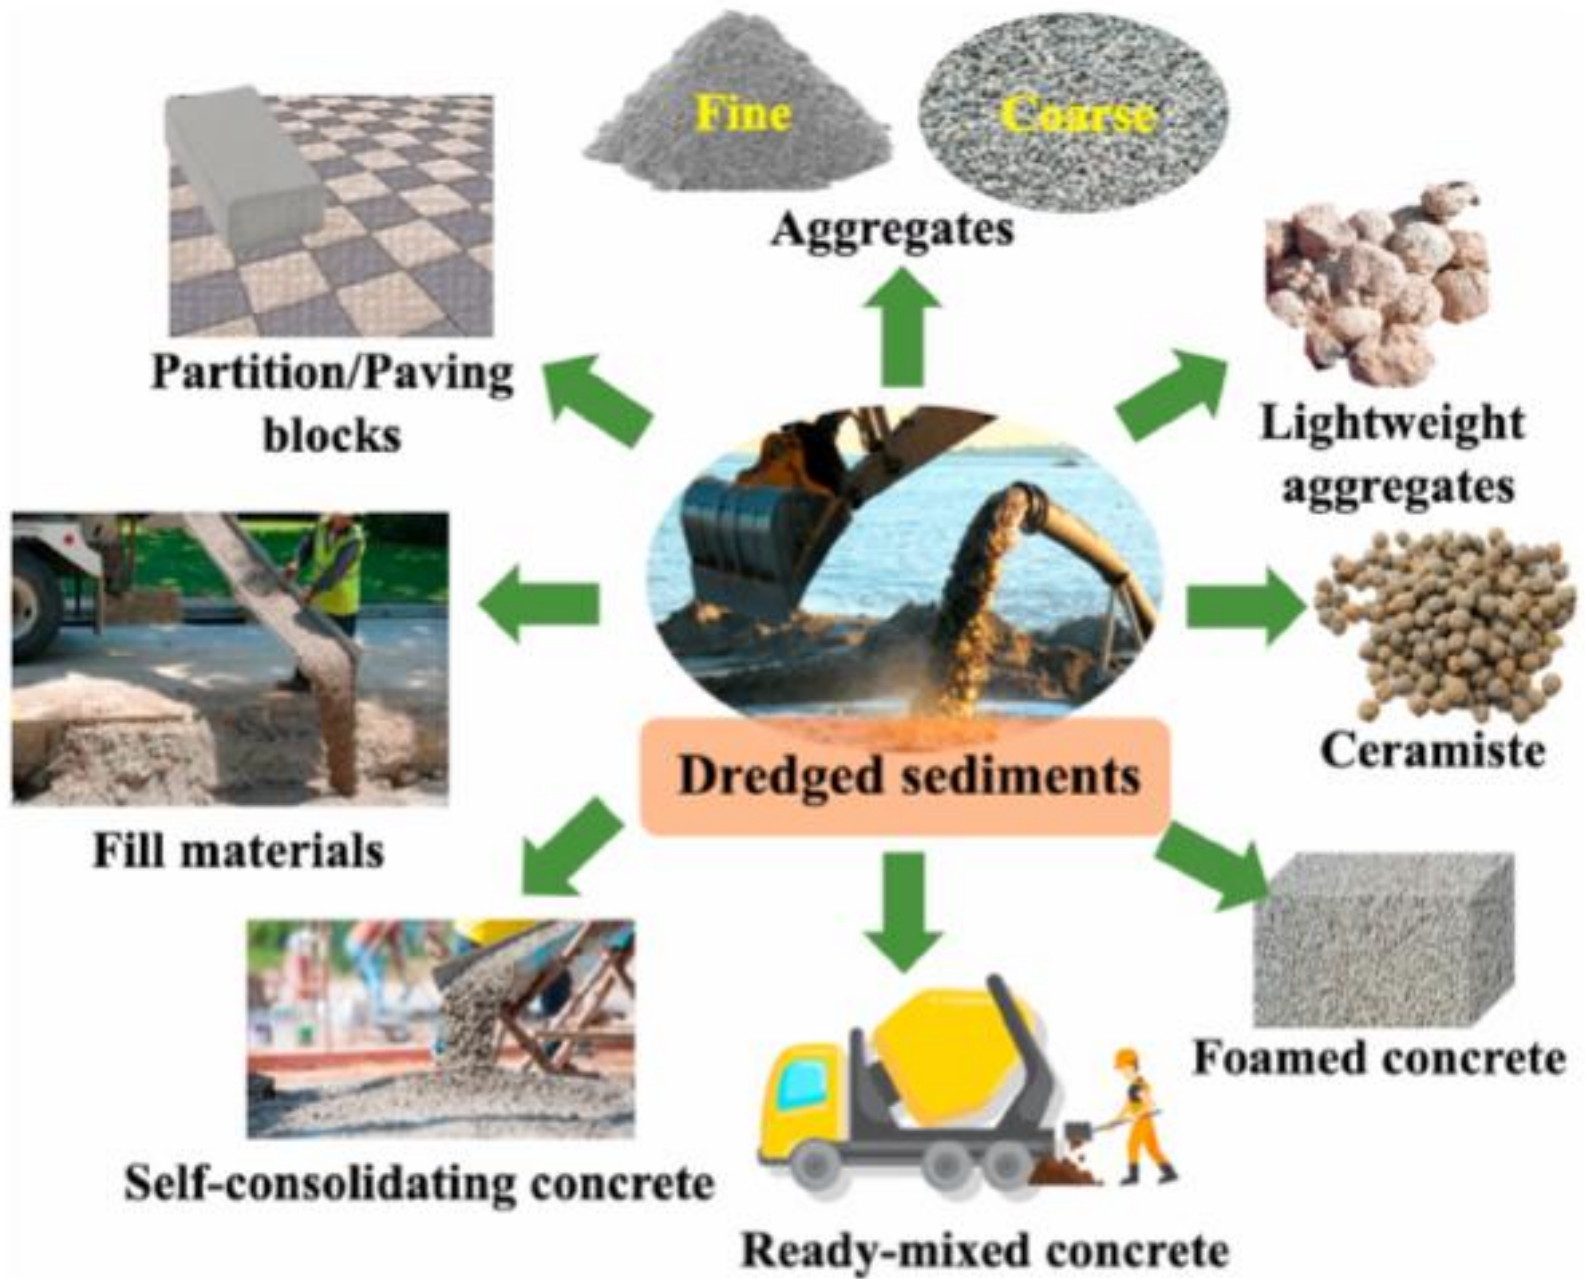 Fine
Coarse
Aggregates
Partition/Paving
blocks
Lightweight
aggregates
Ceramiste
Dredged sediments
Fill materials
Foamed concrete
Self-consolidating concrete
Ready-mixed concrete